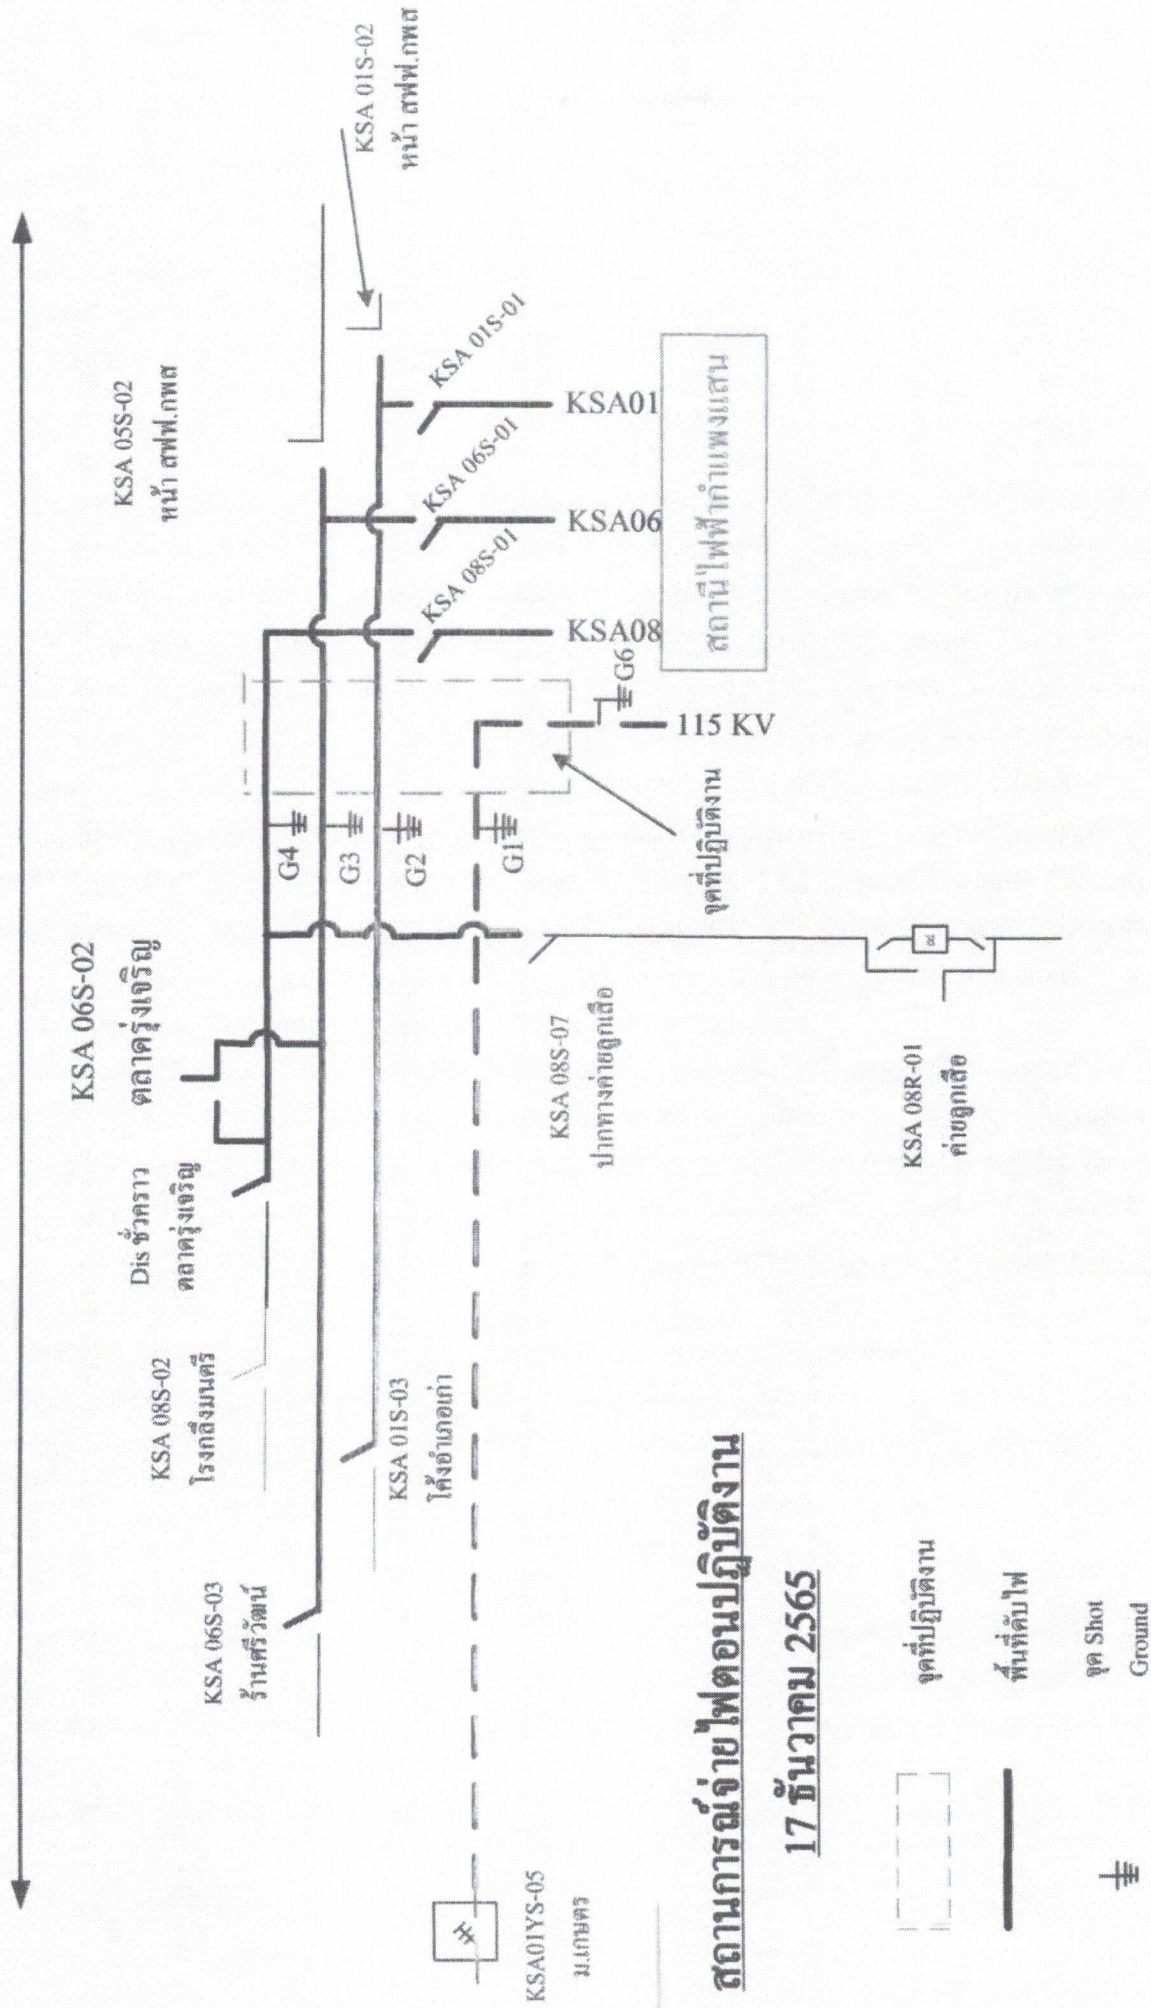 KSA 06S-02
ตลาดรุ่งเจริญ
Dis ชั่วคราว
ตลาดรุ่งเจริญ
KSA 08S-02
โรงกลึงมนตรี
KSA 06S-03
ร้านศรีวัฒน์
KSA 01S-03
โค้งอำเภอเก่า
KSA01YS-05
ม.เกษตร
KSA 05S-02
หน้า สฟฟ.กพส
KSA 01S-02
หน้า สฟฟ.กพส
KSA 01S-01
KSA 06S-01
KSA 08S-01
KSA01
KSA06
KSA08
สถานีไฟฟ้ากำแพงแสน
G4
G3
G2
G1
G6
115 KV
จุดที่ปฏิบัติงาน
KSA 08S-07
ปากทางค่ายลูกเสือ
KSA 08R-01
ค่ายลูกเสือ
R
สถานการณ์จ่ายไฟตอนปฏิบัติงาน
17 ธันวาคม 2565
จุดที่ปฏิบัติงาน
พื้นที่ดับไฟ
จุด Shot
Ground